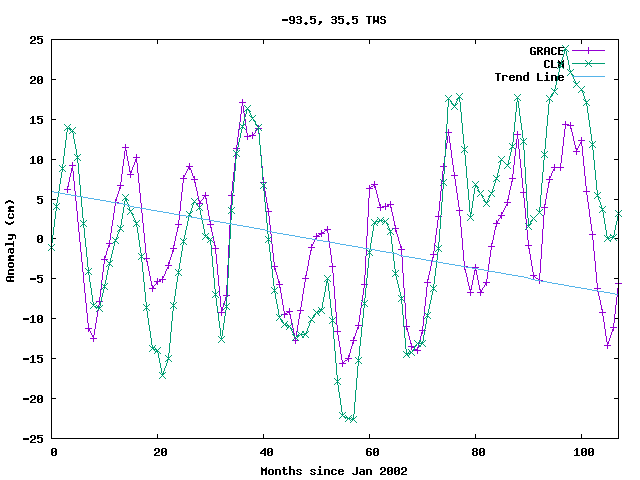 -93.5, 35.5 TWS
GRACE
CLM
Trend Line
25
20
15
10
5
0
-5
-10
-15
-20
-25
Anomaly (cm)
0 20 40 60 80 100
Months since Jan 2002